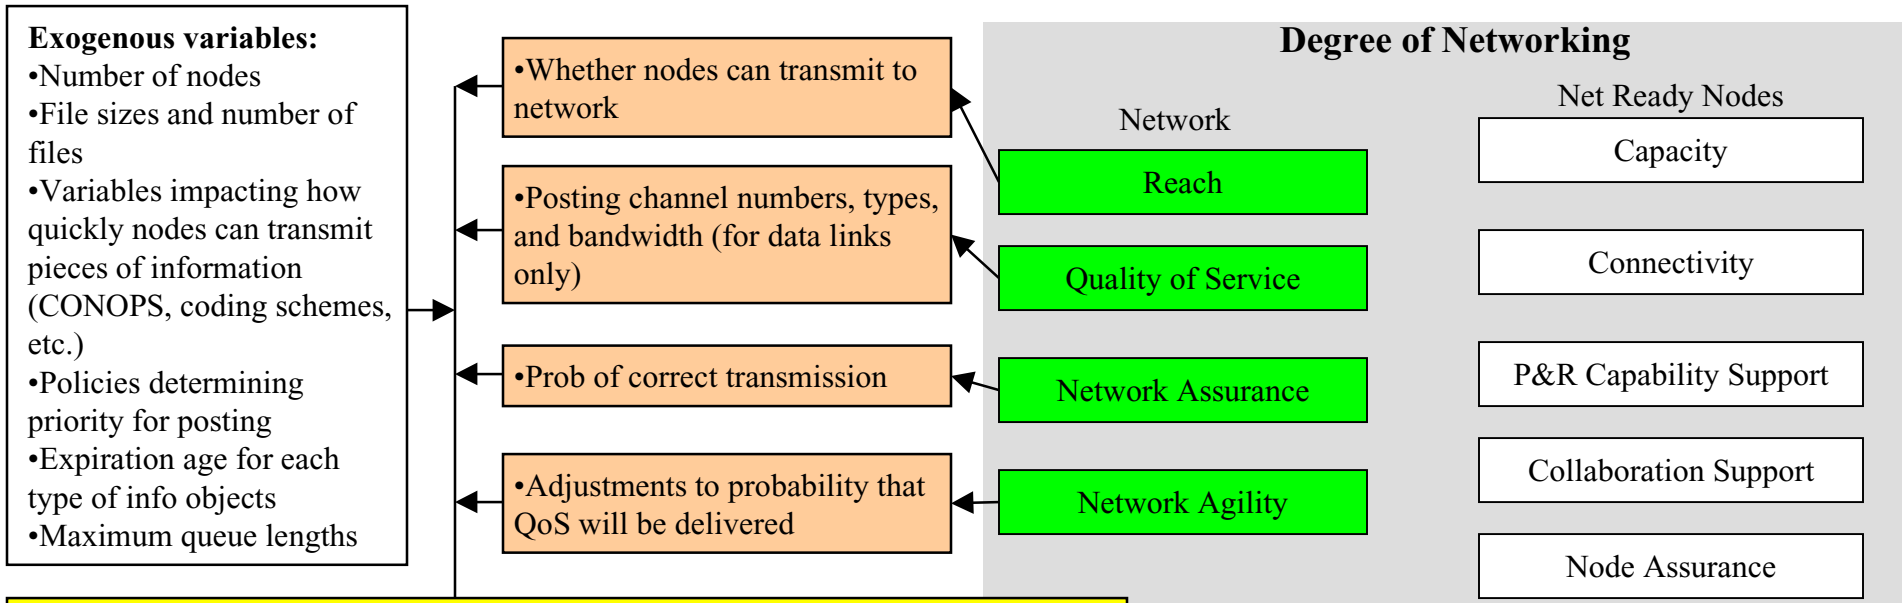 Exogenous variables:
•Number of nodes
•File sizes and number of
files
•Variables impacting how
quickly nodes can transmit
pieces of information
(CONOPS, coding schemes,
etc.)
•Policies determining
priority for posting
•Expiration age for each
type of info objects
•Maximum queue lengths
•Whether nodes can transmit to
network
•Posting channel numbers, types,
and bandwidth (for data links
only)
•Prob of correct transmission
•Adjustments to probability that
QoS will be delivered
Degree of Networking
Network
Reach
Quality of Service
Network Assurance
Network Agility
Net Ready Nodes
Capacity
Connectivity
P&R Capability Support
Collaboration Support
Node Assurance